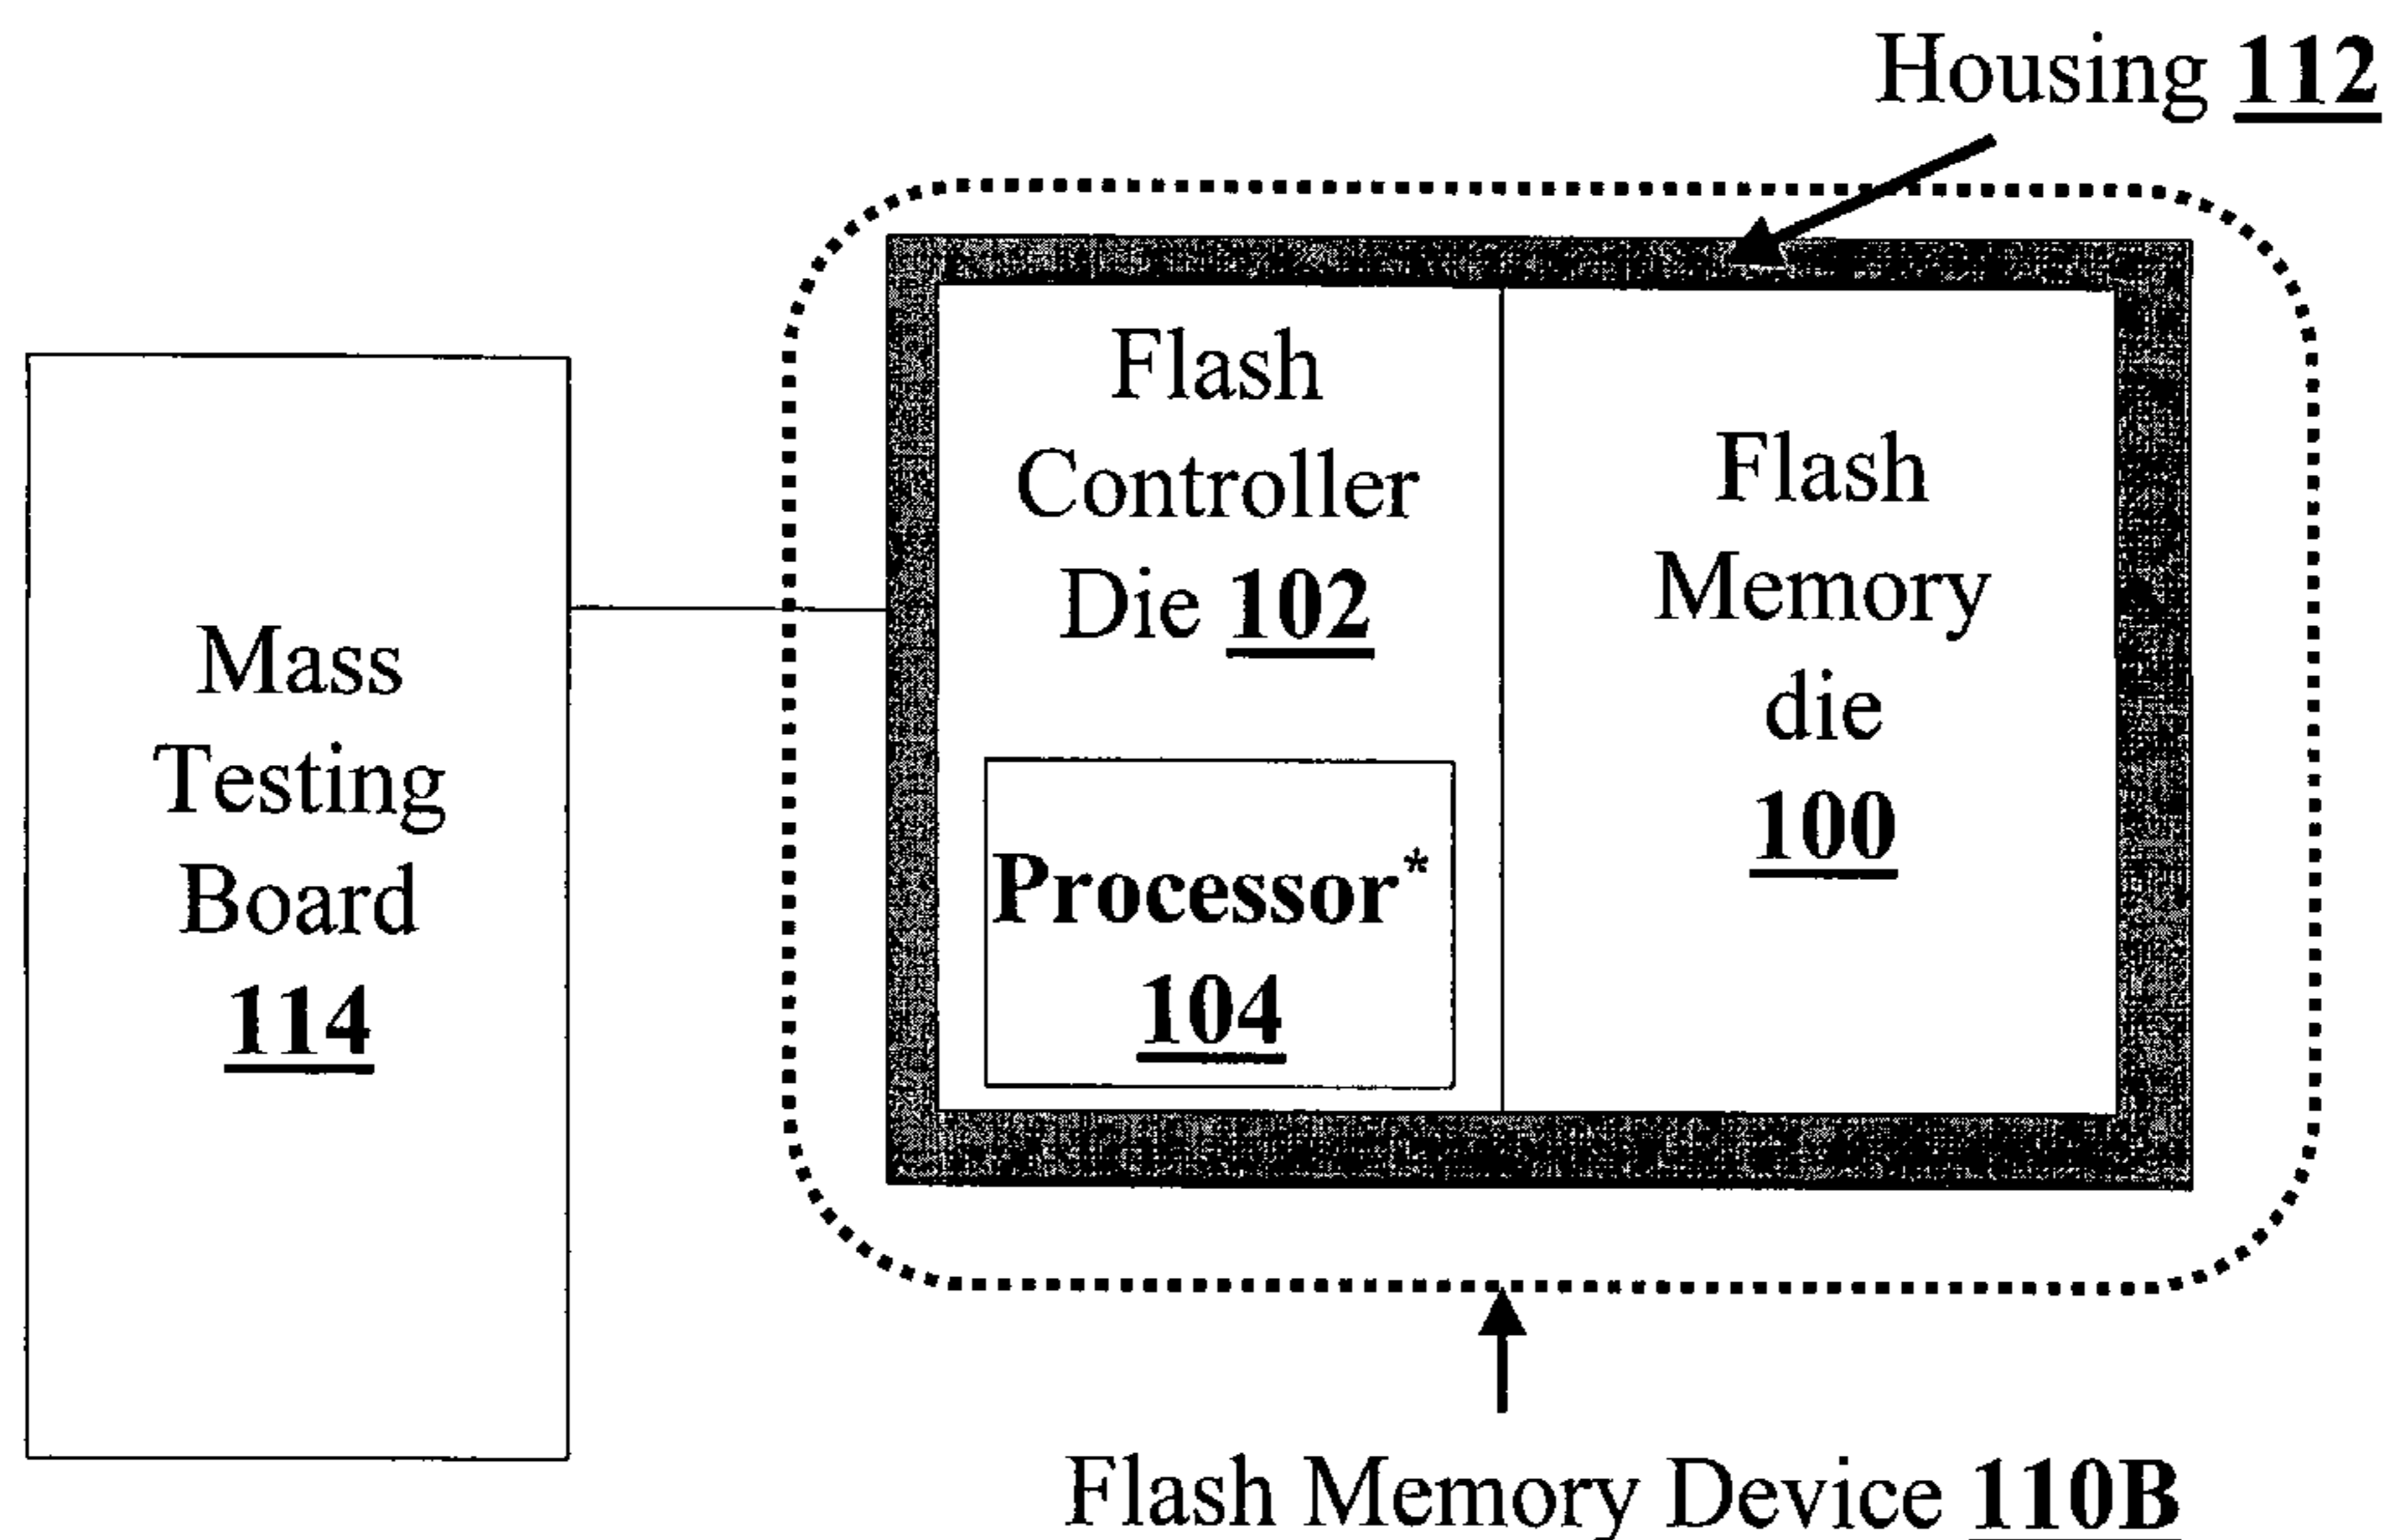 Housing 112
Flash
Controller
Die 102
Flash
Memory
die
100
Mass
Testing
Board
114
Processor*
104
Flash Memory Device 110B